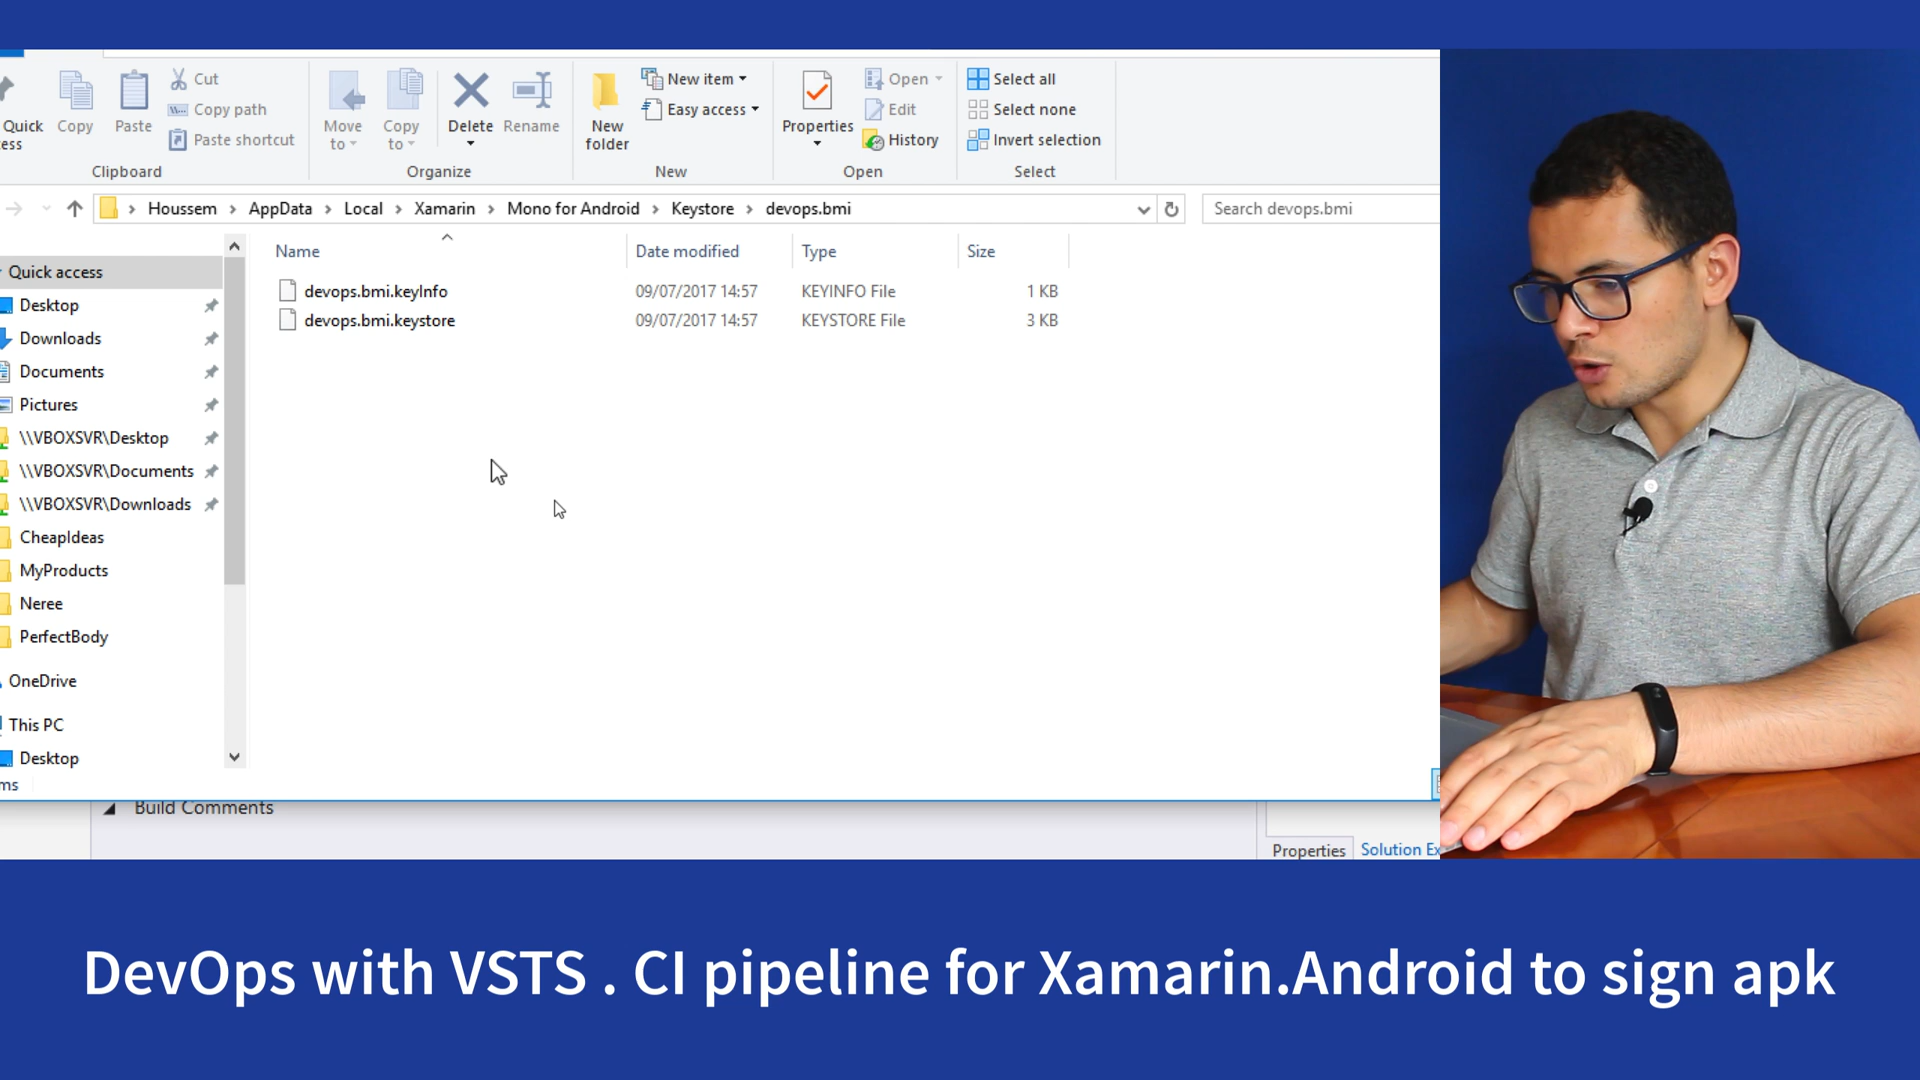 Cut
Copy path
Paste shortcut
Quick
ess
Copy
Paste
Clipboard
Move
to
Copy
to
Delete
Rename
Organize
New
folder
New item
Easy access
New
Properties
Open
Edit
History
Open
Select all
Select none
Invert selection
Select
Houssem > AppData > Local > Xamarin > Mono for Android > Keystore > devops.bmi
Search devops.bmi
Name Date modified Type Size
devops.bmi.keyInfo 09/07/2017 14:57 KEYINFO File 1 KB
devops.bmi.keystore 09/07/2017 14:57 KEYSTORE File 3 KB
Quick access
Desktop
Downloads
Documents
Pictures
\\VBOXSVR\Desktop
\\VBOXSVR\Documents
\\VBOXSVR\Downloads
CheapIdeas
MyProducts
Neree
PerfectBody
OneDrive
This PC
Desktop
ms
Build Comments
Properties Solution Ex
DevOps with VSTS . CI pipeline for Xamarin.Android to sign apk